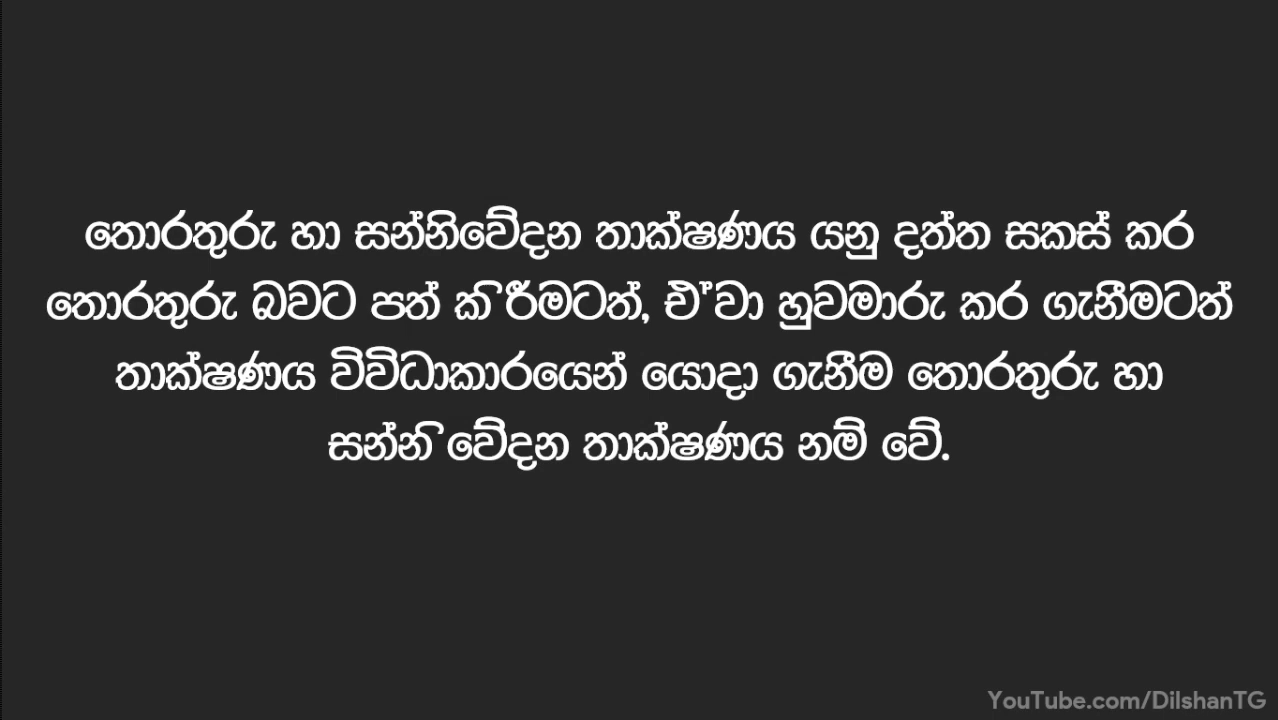 තොරතුරු හා සන්නිවේදන තාක්ෂණය යනු දත්ත සකස් කර
තොරතුරු බවට පත් කිරීමටත්, ඒවා හුවමාරු කර ගැනීමටත්
තාක්ෂණය විවිධාකාරයෙන් යොදා ගැනීම තොරතුරු හා
සන්නිවේදන තාක්ෂණය නම් වේ.
YouTube.com/DilshanTG